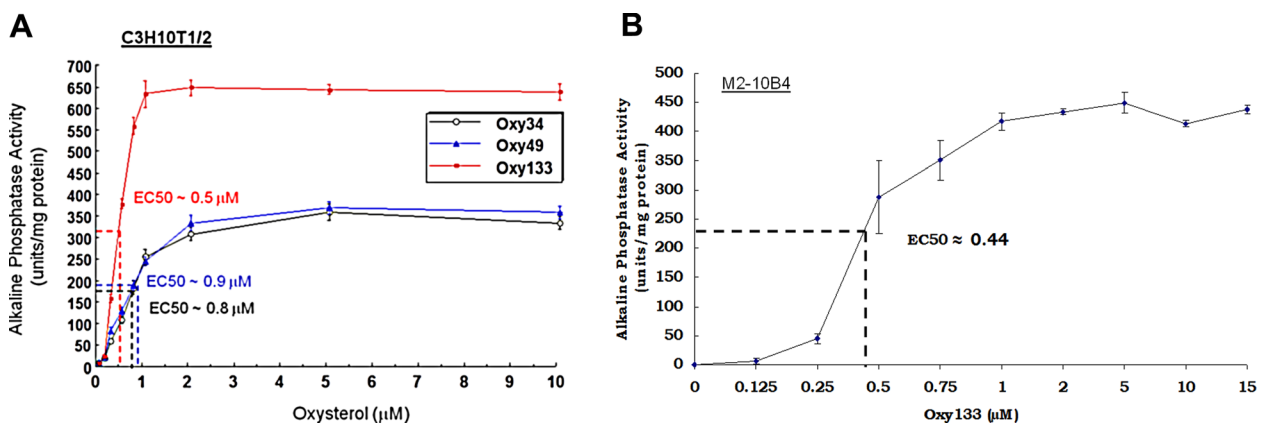 A
C3H10T1/2
Alkaline Phosphatase Activity
(units/mg protein)
700
650
600
550
500
450
400
350
300
250
200
150
100
50
0
Oxy34
Oxy49
Oxy133
EC50 ~ 0.5 μM
EC50 ~ 0.9 μM
EC50 ~ 0.8 μM
0 1 2 3 4 5 6 7 8 9 10
Oxysterol (μM)
B
M2-10B4
Alkaline Phosphatase Activity
(units/mg protein)
500
450
400
350
300
250
200
150
100
50
0
EC50 ≈ 0.44
0 0.125 0.25 0.5 0.75 1 2 5 10 15
Oxy133 (μM)